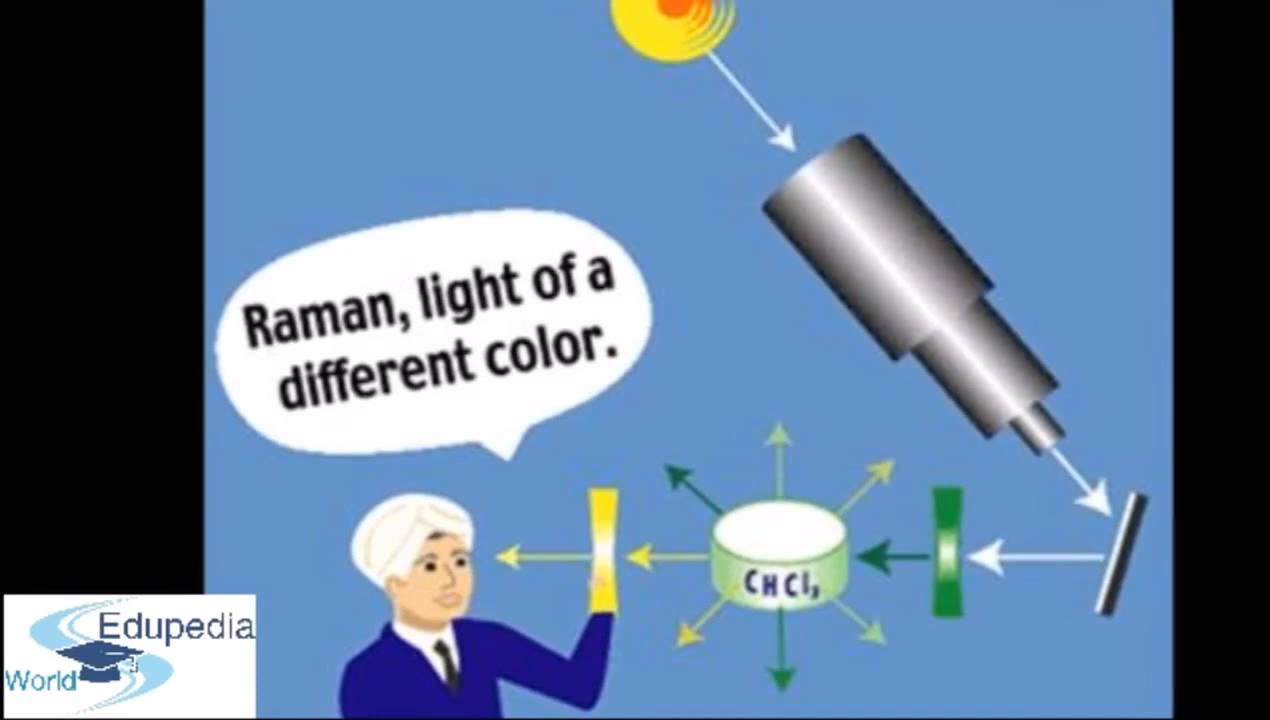 Raman, light of a
different color.
CHCl₃
Edupedia
World